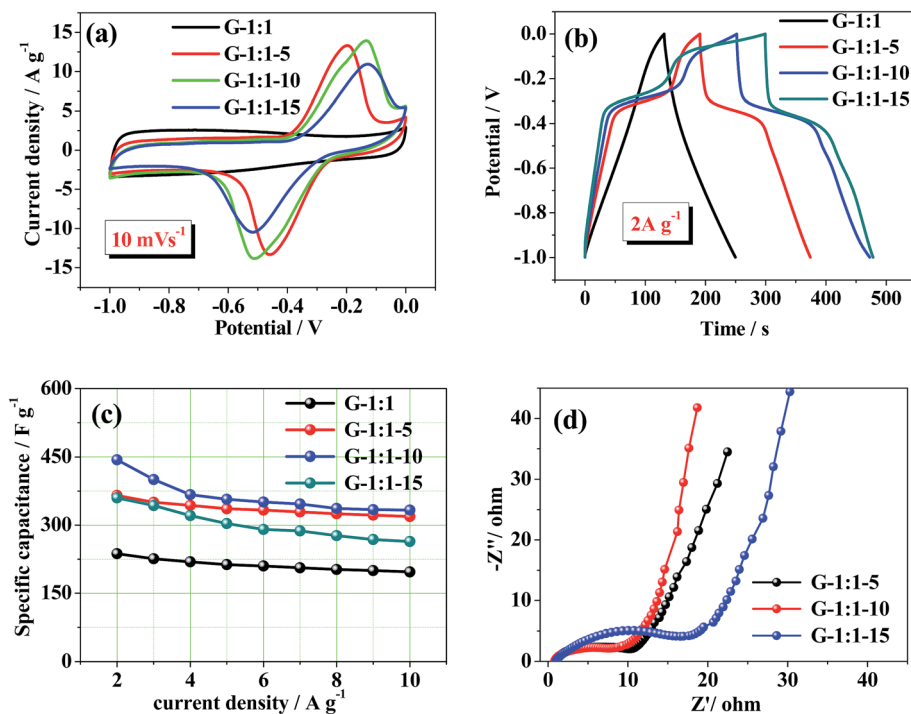 (a)
G-1:1
G-1:1-5
G-1:1-10
G-1:1-15
Current density / A g-1
15
10
5
0
-5
-10
-15
10 mVs-1
-1.0 -0.8 -0.6 -0.4 -0.2 0.0
Potential / V
(b)
G-1:1
G-1:1-5
G-1:1-10
G-1:1-15
Potential / V
0.0
-0.2
-0.4
-0.6
-0.8
-1.0
2A g-1
0 100 200 300 400 500
Time / s
(c)
G-1:1
G-1:1-5
G-1:1-10
G-1:1-15
Specific capacitance / F g-1
600
450
300
150
0
2 4 6 8 10
current density / A g-1
(d)
-Z''/ ohm
45
40
35
30
25
20
15
10
5
0
G-1:1-5
G-1:1-10
G-1:1-15
0 10 20 30 40
Z'/ ohm